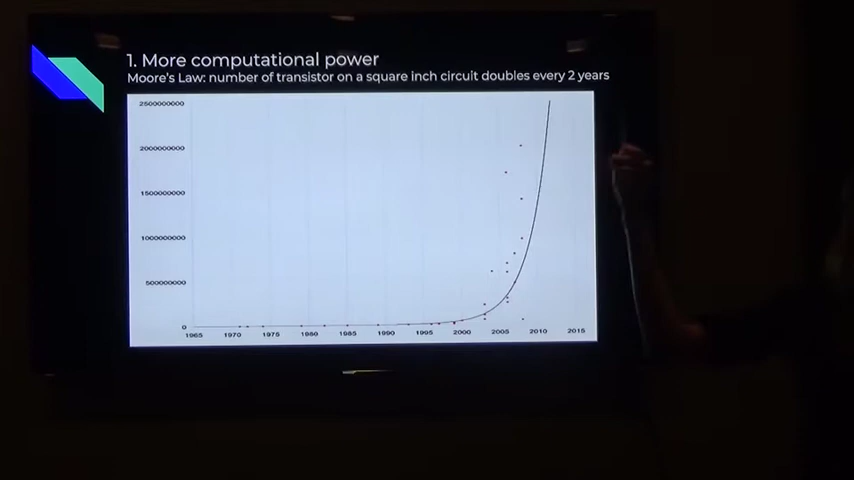 1. More computational power
Moore's Law: number of transistor on a square inch circuit doubles every 2 years
2500000000
2000000000
1500000000
1000000000
500000000
0
1965 1970 1975 1980 1985 1990 1995 2000 2005 2010 2015